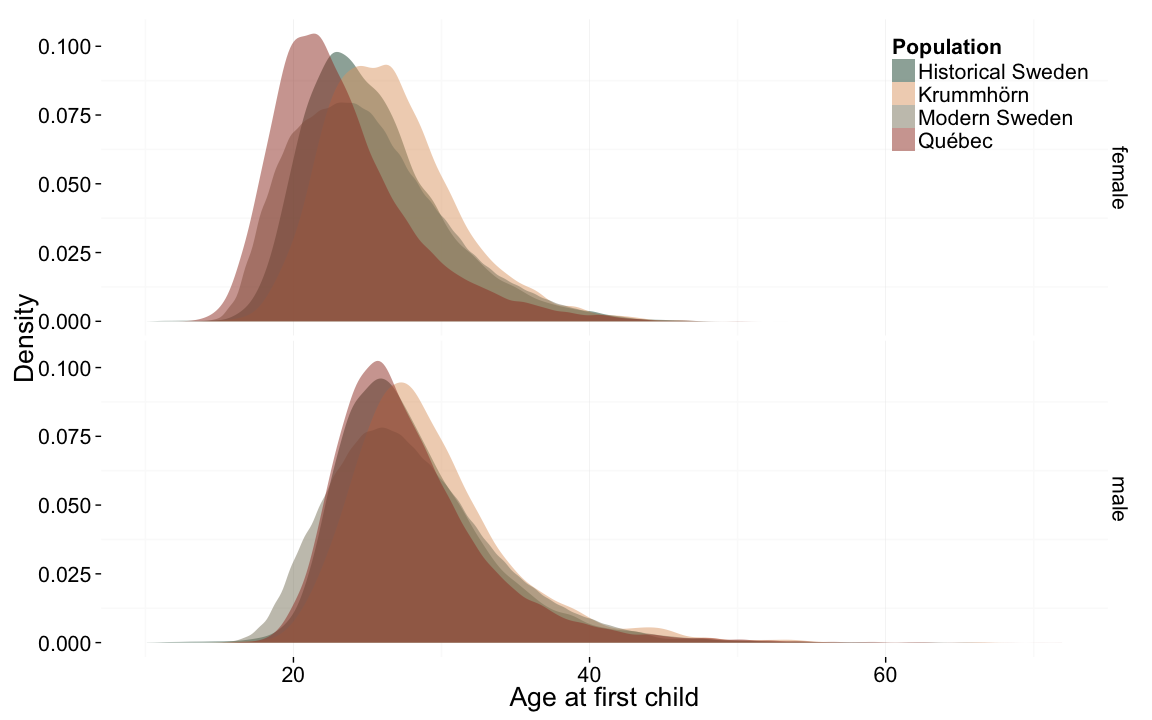 Population
Historical Sweden
Krummhörn
Modern Sweden
Québec
0.100
0.075
0.050
0.025
0.000
female
Density
0.100
0.075
0.050
0.025
0.000
male
20 40 60
Age at first child